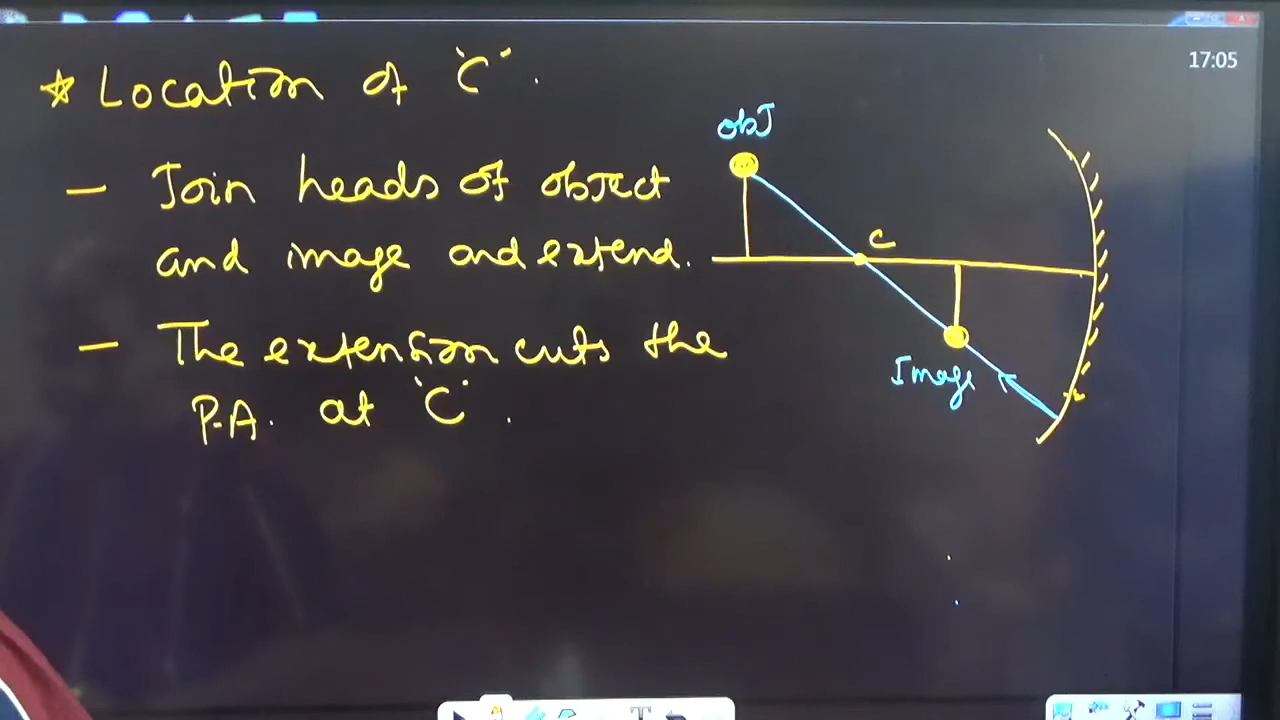 * Location of 'C'.
- Join heads of object
and image and extend.
- The extension cuts the
P.A. at 'C'.
17:05
obJ
C
Image